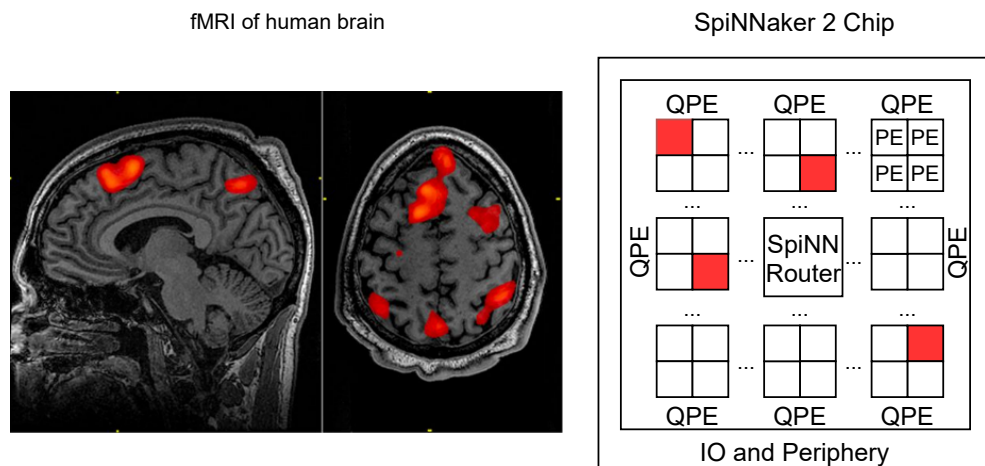 fMRI of human brain
SpiNNaker 2 Chip
QPE
QPE
QPE
PE PE
PE PE
...
...
...
...
...
QPE
...
SpiNN
Router
...
QPE
...
...
...
...
...
QPE
QPE
QPE
IO and Periphery